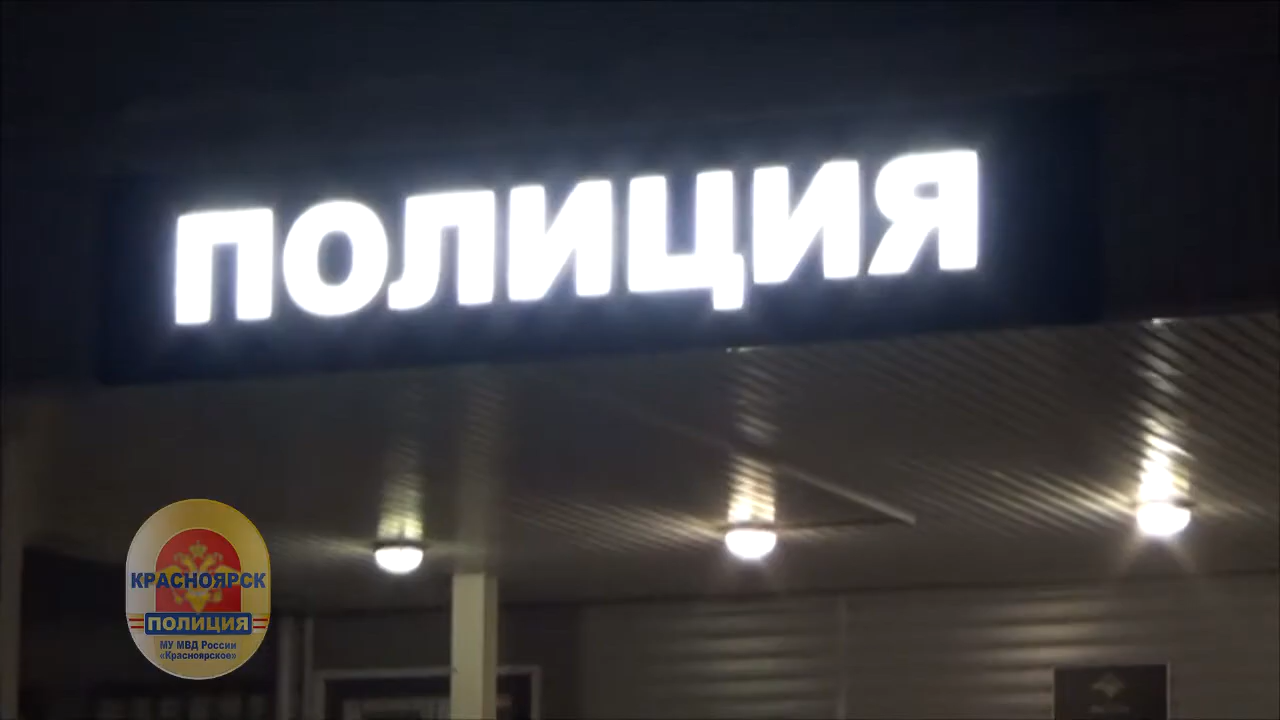 ПОЛИЦИЯ
КРАСНОЯРСК
ПОЛИЦИЯ
МУ МВД России
«Красноярское»